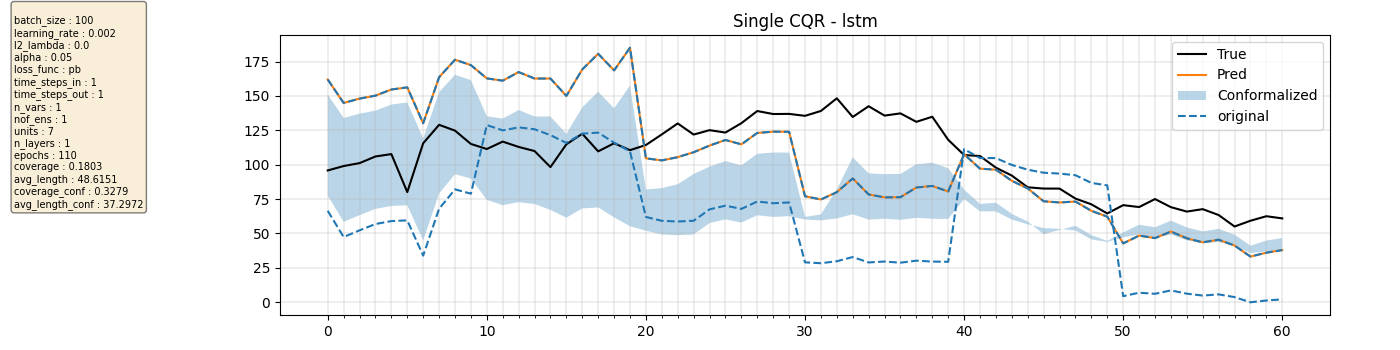 batch_size : 100
learning_rate : 0.002
l2_lambda : 0.0
alpha : 0.05
loss_func : pb
time_steps_in : 1
time_steps_out : 1
n_vars : 1
nof_ens : 1
units : 7
n_layers : 1
epochs : 110
coverage : 0.1803
avg_length : 48.6151
coverage_conf : 0.3279
avg_length_conf : 37.2972
Single CQR - lstm
True
Pred
Conformalized
original
175
150
125
100
75
50
25
0
0 10 20 30 40 50 60